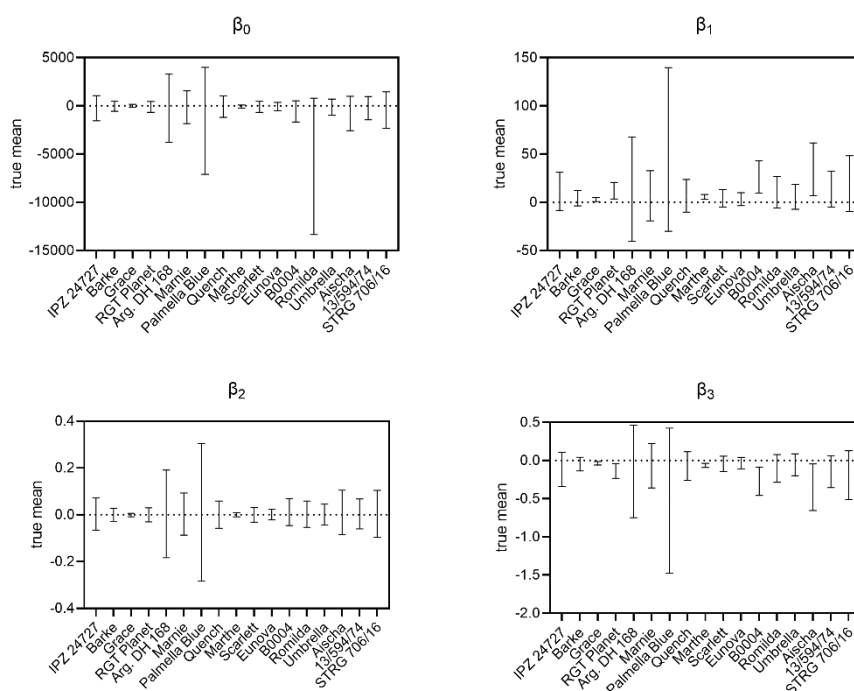 β0
5000
0
-5000
-10000
-15000
true mean
IPZ 24727
Barke
Grace
RGT Planet
Arg. DH 168
Marnie
Palmella Blue
Quench
Marthe
Scarlett
Eunova
B0004
Romilda
Umbrella
Aischa
13/594/74
STRG 706/16
β1
150
100
50
0
-50
true mean
IPZ 24727
Barke
Grace
RGT Planet
Arg. DH 168
Marnie
Palmella Blue
Quench
Marthe
Scarlett
Eunova
B0004
Romilda
Umbrella
Aischa
13/594/74
STRG 706/16
β2
0.4
0.2
0.0
-0.2
-0.4
true mean
IPZ 24727
Barke
Grace
RGT Planet
Arg. DH 168
Marnie
Palmella Blue
Quench
Marthe
Scarlett
Eunova
B0004
Romilda
Umbrella
Aischa
13/594/74
STRG 706/16
β3
0.5
0.0
-0.5
-1.0
-1.5
-2.0
true mean
IPZ 24727
Barke
Grace
RGT Planet
Arg. DH 168
Marnie
Palmella Blue
Quench
Marthe
Scarlett
Eunova
B0004
Romilda
Umbrella
Aischa
13/594/74
STRG 706/16